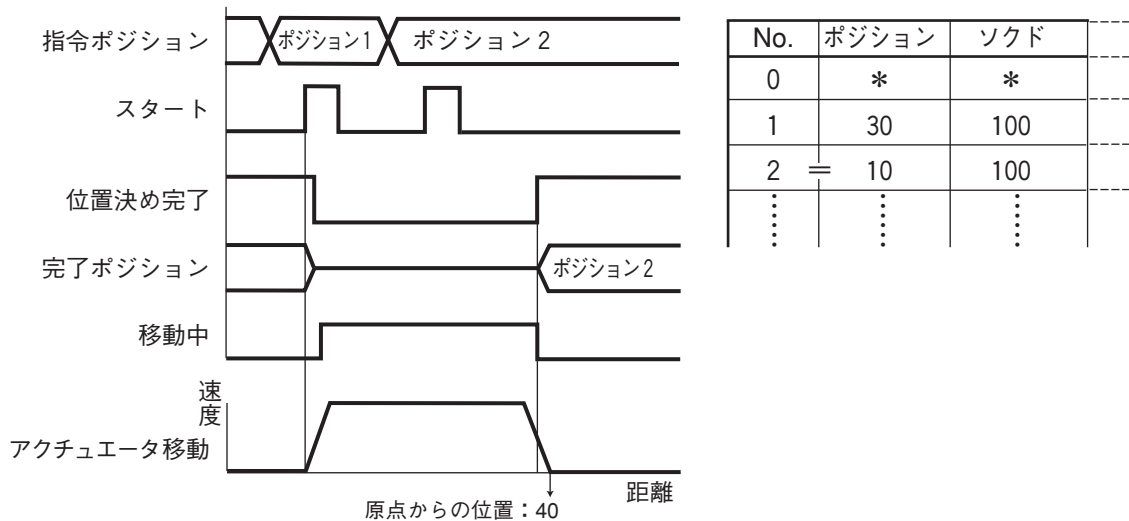 指令ポジション
ポジション1
ポジション2
スタート
位置決め完了
完了ポジション
ポジション2
移動中
速度
アクチュエータ移動
距離
原点からの位置：40
No. ポジション ソクド
0 * *
1 30 100
2 = 10 100